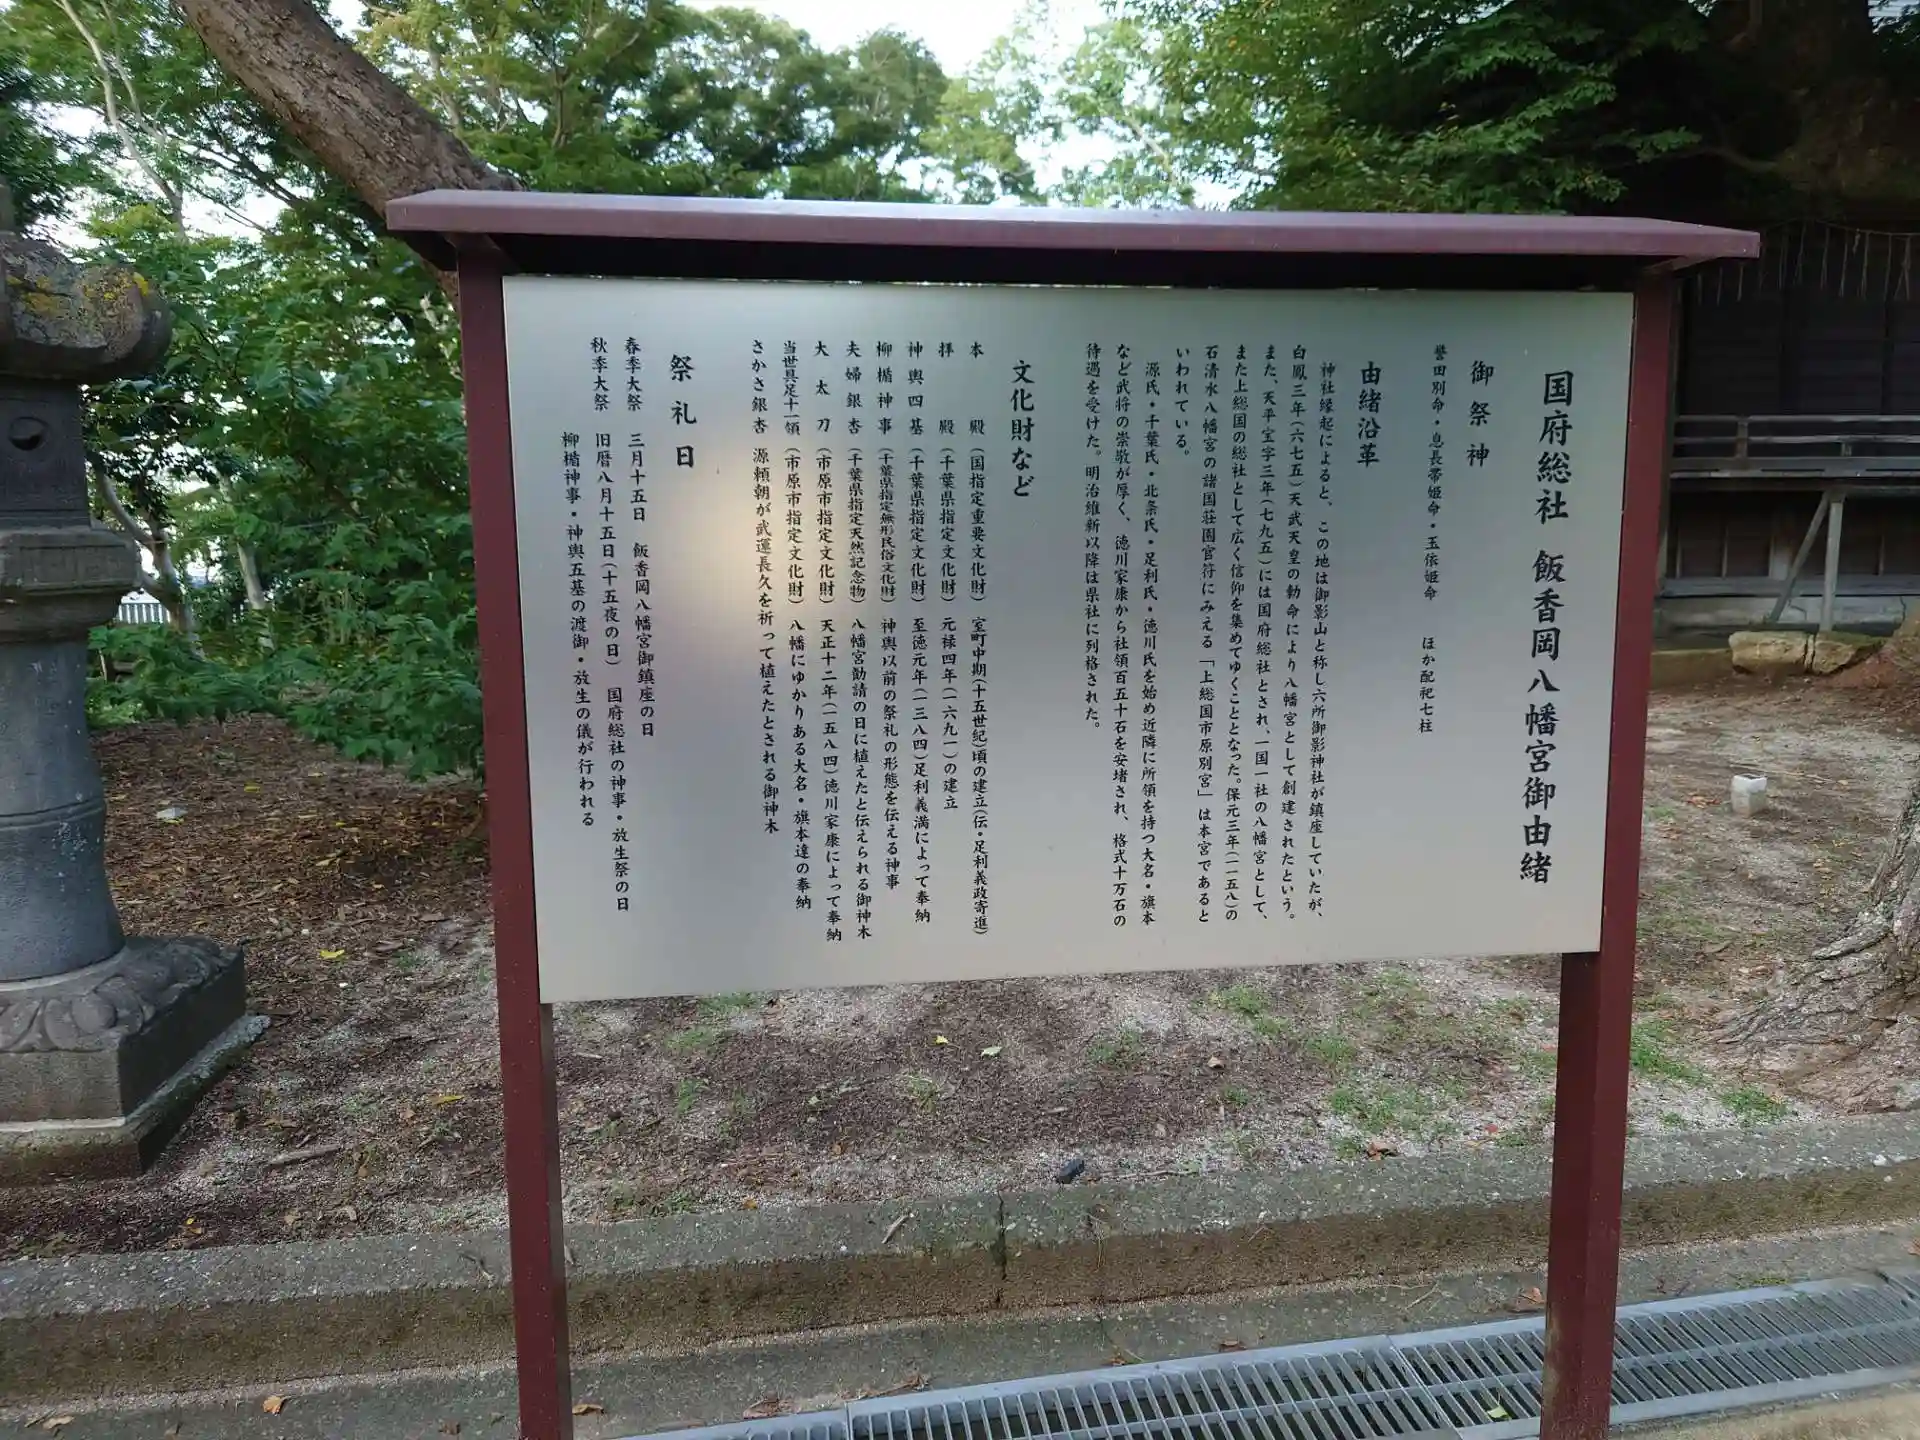 国府総社 飯香岡八幡宮御由緒
御祭神
誉田別命・息長帯姫命・玉依姫命 ほか配祀七柱
由緒沿革
神社縁起によると、この地は御影山と称し六所御影神社が鎮座していたが、
白鳳三年(六七五)天武天皇の勅命により八幡宮として創建されたという。
また、天平宝字三年(七九五)には国府総社とされ、一国一社の八幡宮として、
また上総国の総社として広く信仰を集めてゆくこととなった。保元三年(一一五八)の
石清水八幡宮の諸国荘園官符にみえる「上総国市原別宮」は本宮であると
いわれている。
源氏・千葉氏・北条氏・足利氏・徳川氏を始め近隣に所領を持つ大名・旗本
など武将の崇敬が厚く、徳川家康から社領百五十石を安堵され、格式十万石の
待遇を受けた。明治維新以降は県社に列格された。
文化財など
本殿(国指定重要文化財) 室町中期(十五世紀)頃の建立(伝・足利義政寄進)
拝殿(千葉県指定文化財) 元禄四年(一六九一)の建立
神輿四基(千葉県指定文化財) 至徳元年(一三八四)足利義満によって奉納
柳楯神事(千葉県指定無形民俗文化財) 神輿以前の祭礼の形態を伝える神事
夫婦銀杏(千葉県指定天然記念物) 八幡宮勧請の日に植えたと伝えられる御神木
大太刀(市原市指定文化財) 天正十二年(一五八四)徳川家康によって奉納
当世具足十一領(市原市指定文化財) 八幡にゆかりある大名・旗本達の奉納
さかさ銀杏 源頼朝が武運長久を祈って植えたとされる御神木
祭礼日
春季大祭 三月十五日 飯香岡八幡宮御鎮座の日
秋季大祭 旧暦八月十五日(十五夜の日) 国府総社の神事・放生祭の日
柳楯神事・神輿五基の渡御・放生の儀が行われる